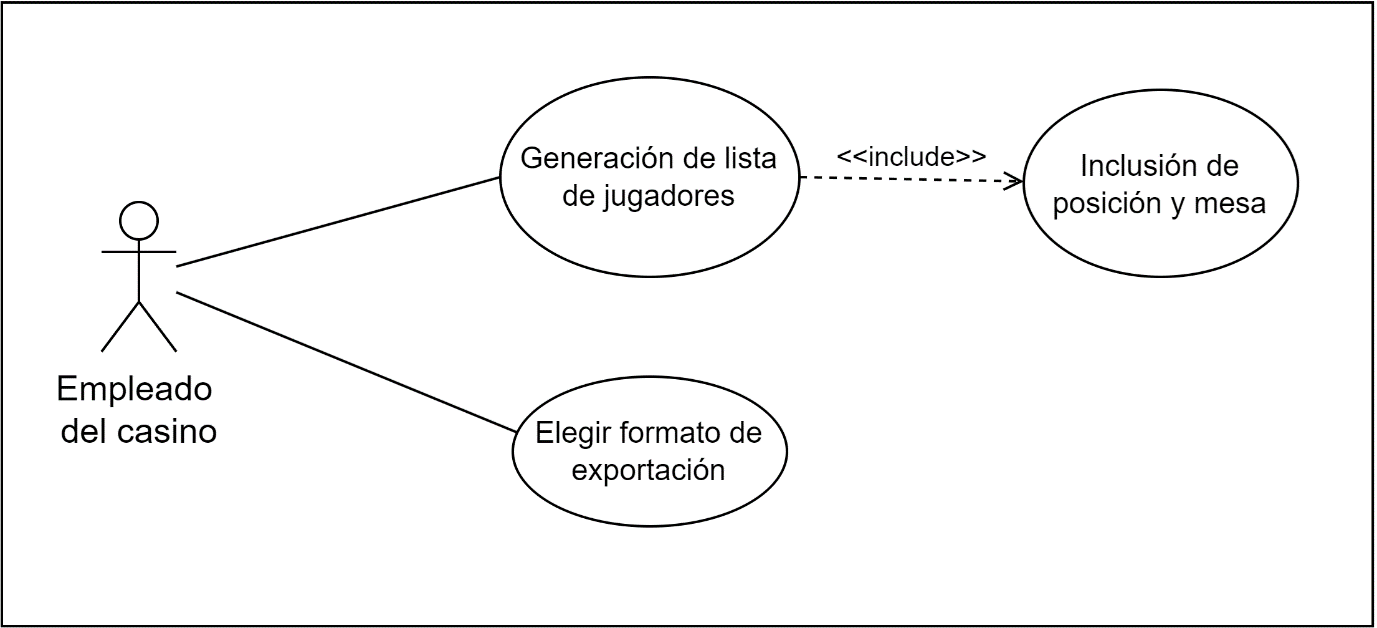 Generación de lista
de jugadores
<<include>>
Inclusión de
posición y mesa
Empleado
del casino
Elegir formato de
exportación